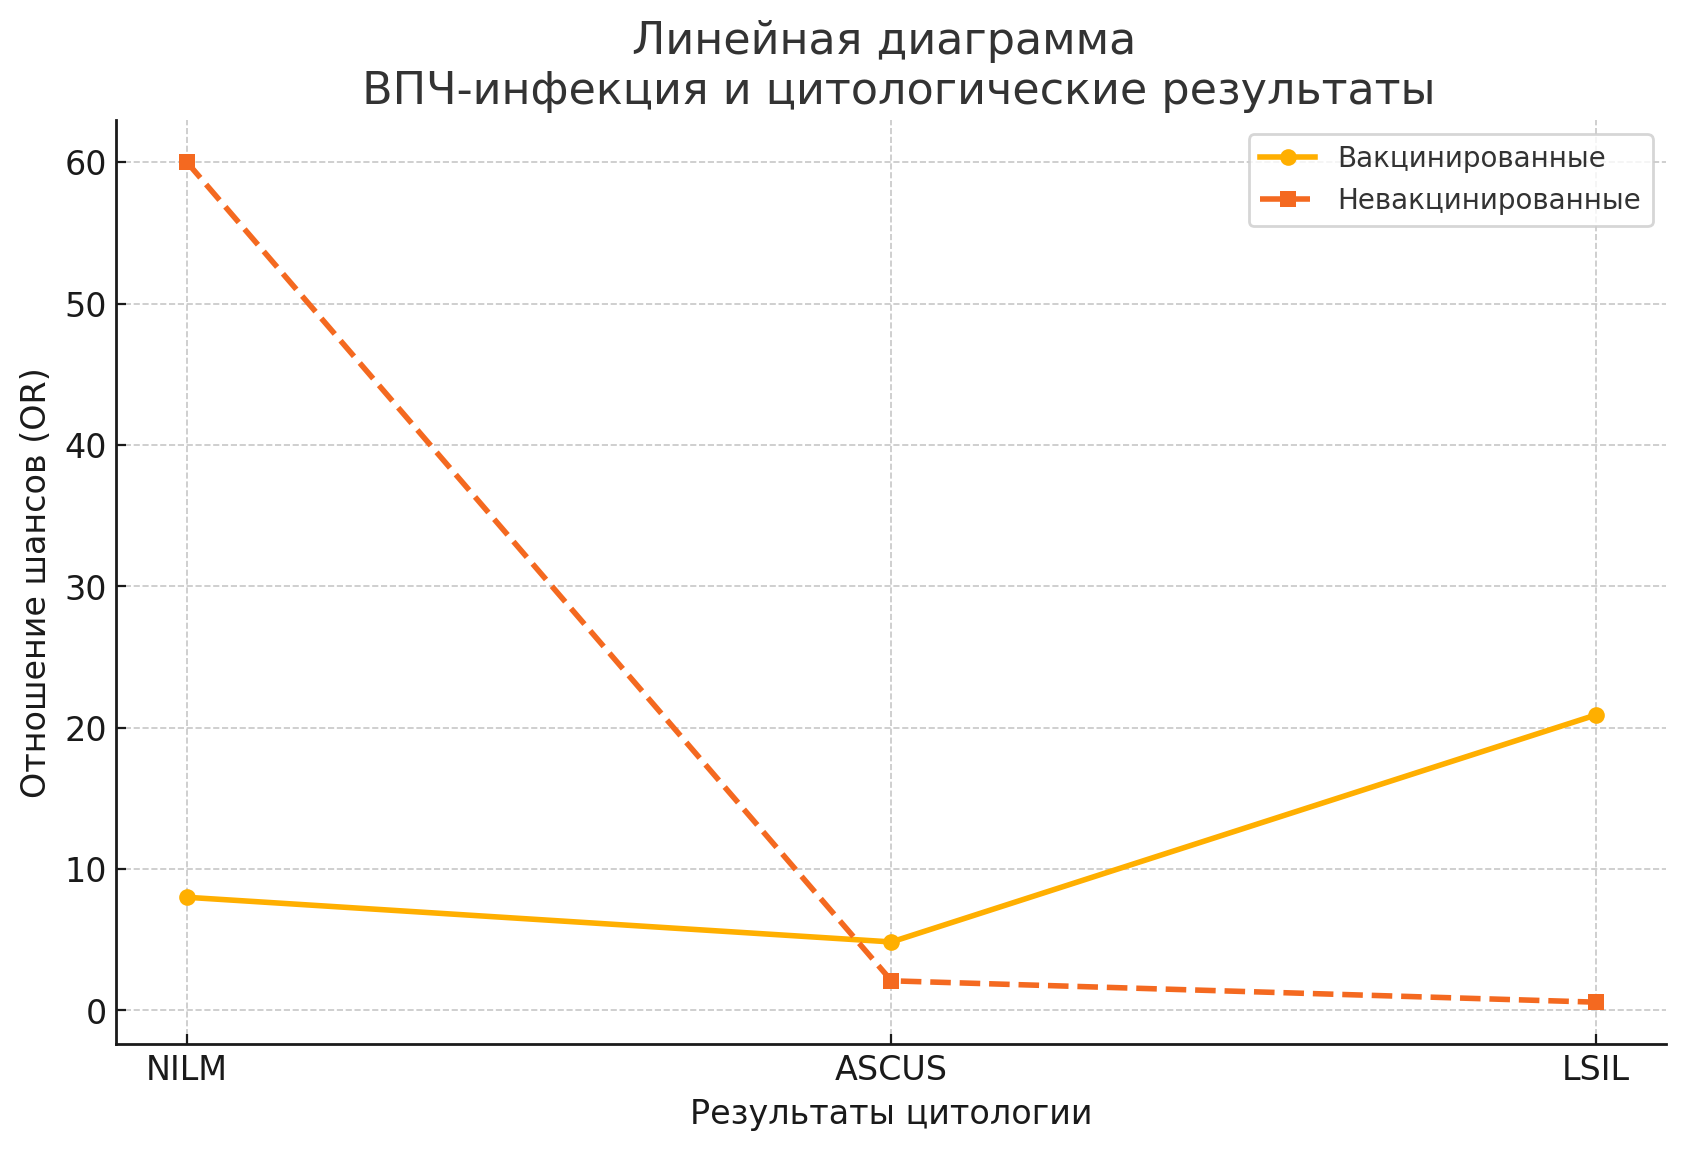 Линейная диаграмма
ВПЧ-инфекция и цитологические результаты
Вакцинированные
Невакцинированные
Отношение шансов (OR)
60
50
40
30
20
10
0
NILM ASCUS LSIL
Результаты цитологии